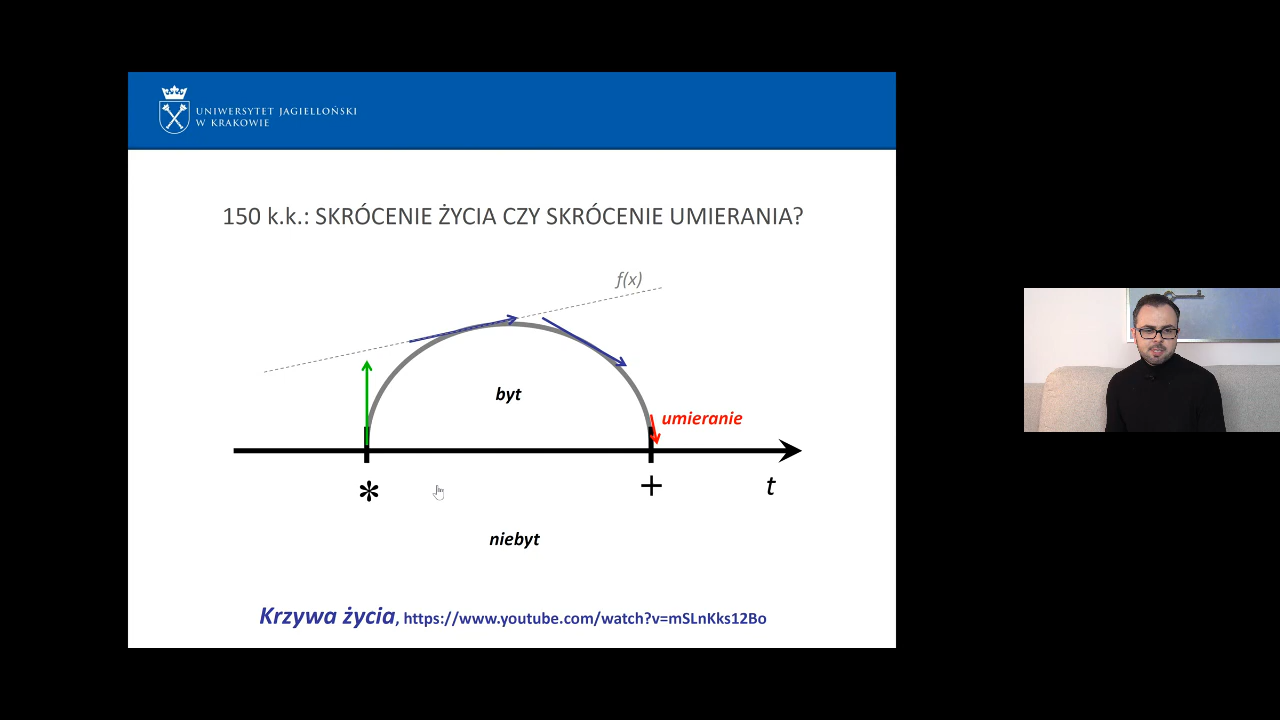 UNIWERSYTET JAGIELLOŃSKI
W KRAKOWIE
150 k.k.: SKRÓCENIE ŻYCIA CZY SKRÓCENIE UMIERANIA?
f(x)
byt
umieranie
* + t
niebyt
Krzywa życia, https://www.youtube.com/watch?v=mSLnKks12Bo